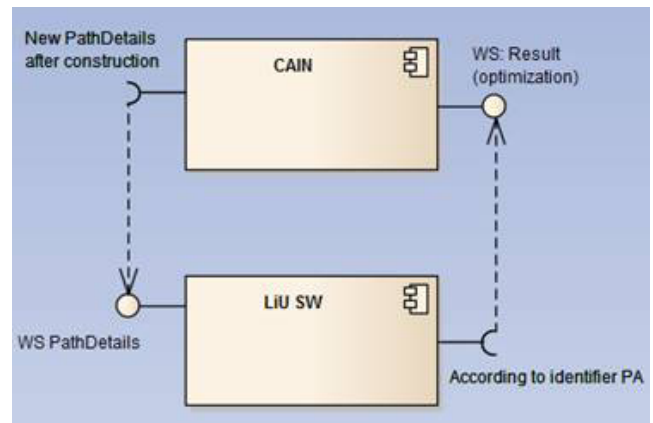 New PathDetails
after construction
CAIN
WS: Result
(optimization)
LiU SW
WS PathDetails
According to identifier PA